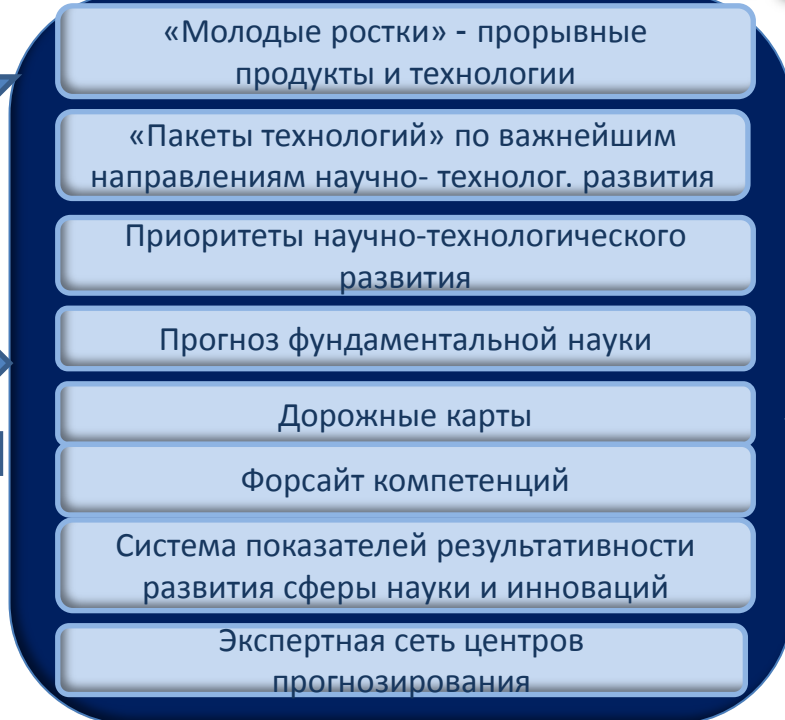 «Молодые ростки» - прорывные
продукты и технологии
«Пакеты технологий» по важнейшим
направлениям научно- технолог. развития
Приоритеты научно-технологического
развития
Прогноз фундаментальной науки
Дорожные карты
Форсайт компетенций
Система показателей результативности
развития сферы науки и инноваций
Экспертная сеть центров
прогнозирования